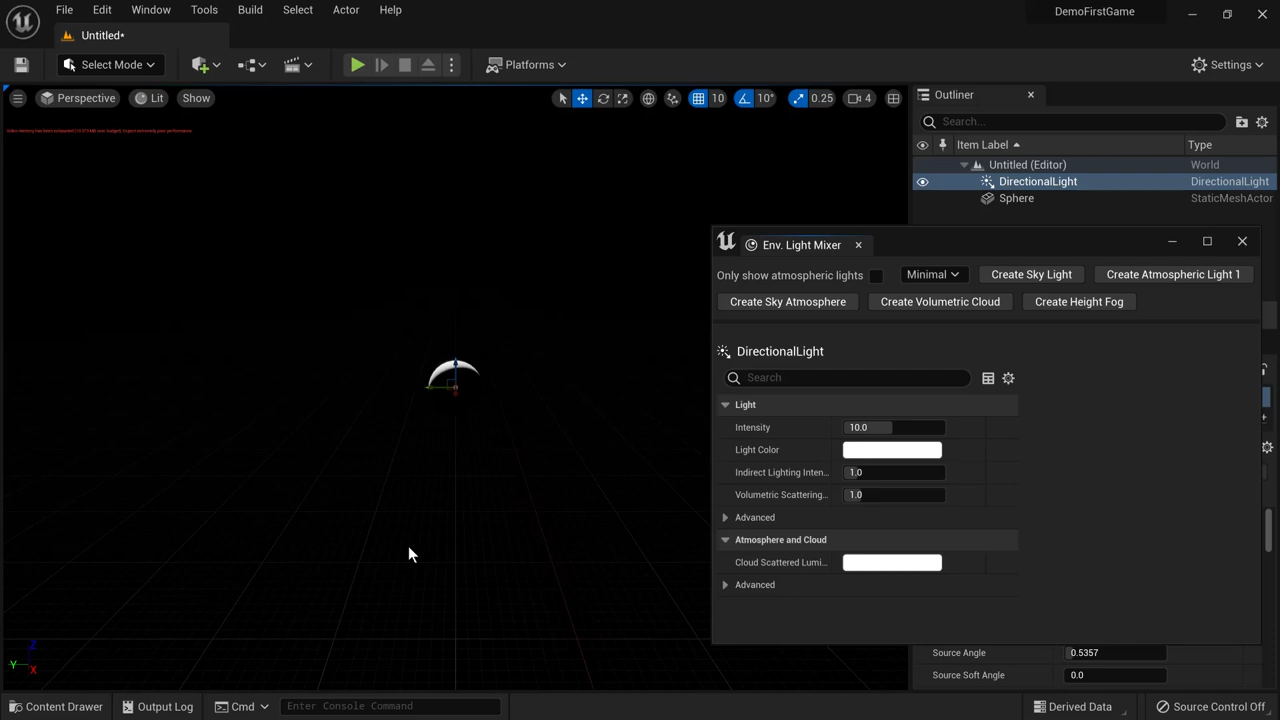 File Edit Window Tools Build Select Actor Help
DemoFirstGame
Untitled*
Select Mode
Platforms
Settings
Perspective Lit Show
10 10° 0.25 4
Outliner
Search...
Item Label Type
Untitled (Editor) World
DirectionalLight DirectionalLight
Sphere StaticMeshActor
Env. Light Mixer
Only show atmospheric lights Minimal Create Sky Light Create Atmospheric Light 1
Create Sky Atmosphere Create Volumetric Cloud Create Height Fog
DirectionalLight
Search
Light
Intensity 10.0
Light Color
Indirect Lighting Inten... 1.0
Volumetric Scattering... 1.0
Advanced
Atmosphere and Cloud
Cloud Scattered Lumi...
Advanced
Source Angle 0.5357
Source Soft Angle 0.0
Z
Y
X
Content Drawer Output Log Cmd Enter Console Command Derived Data Source Control Off